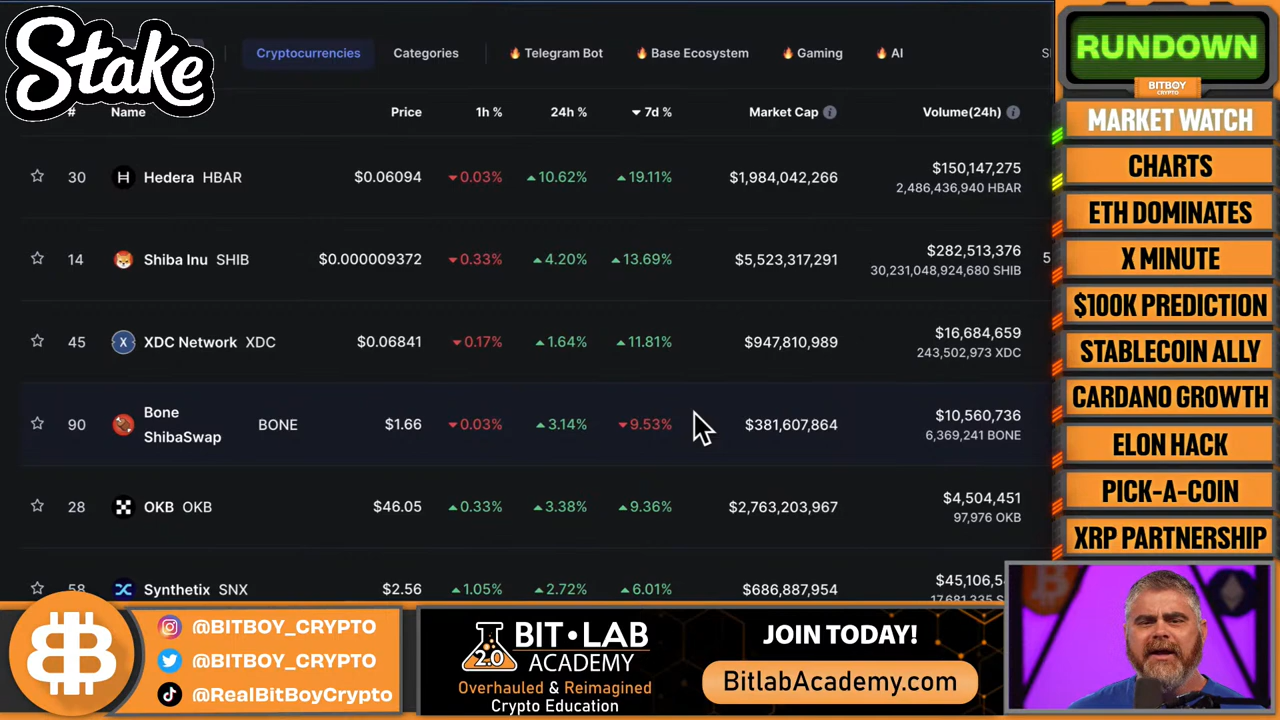 Stake
Cryptocurrencies Categories 🔥 Telegram Bot 🔥 Base Ecosystem 🔥 Gaming 🔥 AI
# Name Price 1h % 24h % 7d % Market Cap Volume(24h)
30 Hedera HBAR $0.06094 0.03% 10.62% 19.11% $1,984,042,266 $150,147,275
2,486,436,940 HBAR
14 Shiba Inu SHIB $0.000009372 0.33% 4.20% 13.69% $5,523,317,291 $282,513,376
30,231,048,924,680 SHIB
45 XDC Network XDC $0.06841 0.17% 1.64% 11.81% $947,810,989 $16,684,659
243,502,973 XDC
90 Bone ShibaSwap BONE $1.66 0.03% 3.14% 9.53% $381,607,864 $10,560,736
6,369,241 BONE
28 OKB OKB $46.05 0.33% 3.38% 9.36% $2,763,203,967 $4,504,451
97,976 OKB
58 Synthetix SNX $2.56 1.05% 2.72% 6.01% $686,887,954
RUNDOWN
BITBOY
CRYPTO
MARKET WATCH
CHARTS
ETH DOMINATES
X MINUTE
$100K PREDICTION
STABLECOIN ALLY
CARDANO GROWTH
ELON HACK
PICK-A-COIN
XRP PARTNERSHIP
@BITBOY_CRYPTO
@BITBOY_CRYPTO
@RealBitBoyCrypto
2.0
BIT•LAB
ACADEMY
Overhauled & Reimagined
Crypto Education
JOIN TODAY!
BitlabAcademy.com